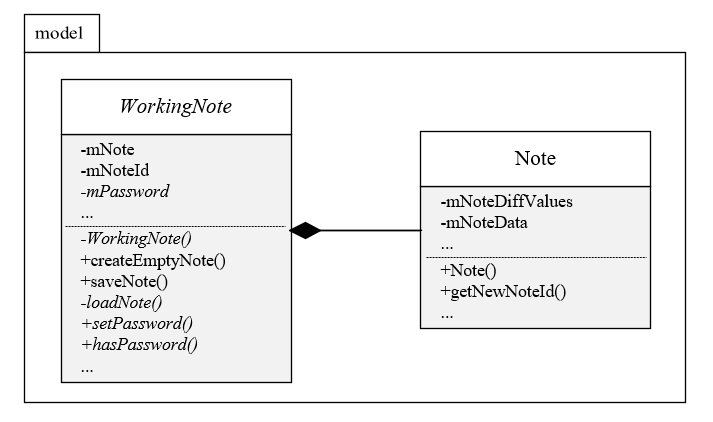 model
WorkingNote
-mNote
-mNoteId
-mPassword
...
-WorkingNote()
+createEmptyNote()
+saveNote()
-loadNote()
+setPassword()
+hasPassword()
...
Note
-mNoteDiffValues
-mNoteData
...
+Note()
+getNewNoteId()
...